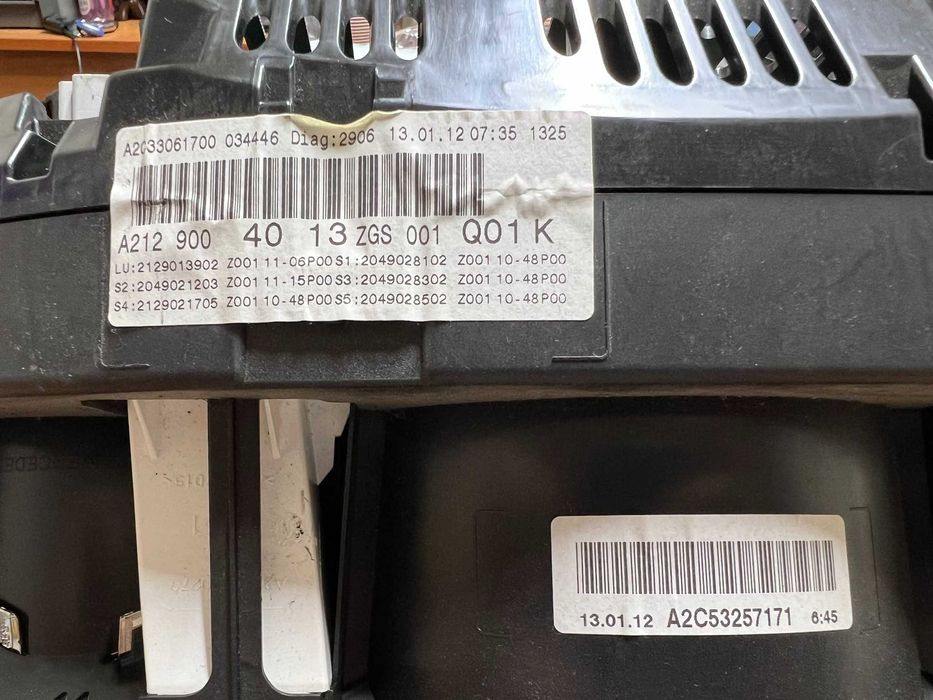 A2C33061700 034446 Diag:2906 13.01.12 07:35 1325
A212 900 40 13 ZGS 001 Q01 K
LU:2129013902 Z001 11-06P00 S1:2049028102 Z001 10-48P00
S2:2049021203 Z001 11-15P00 S3:2049028302 Z001 10-48P00
S4:2129021705 Z001 10-48P00 S5:2049028502 Z001 10-48P00
13.01.12 A2C53257171 6:45